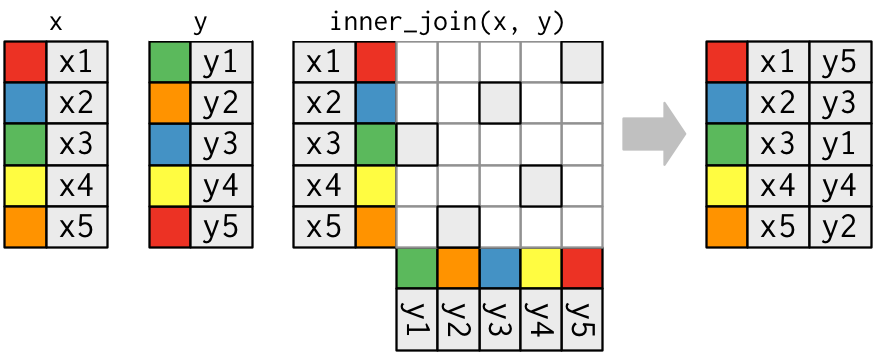 x y inner_join(x, y)
x1 y1 x1 x1 y5
x2 y2 x2 x2 y3
x3 y3 x3 x3 y1
x4 y4 x4 x4 y4
x5 y5 x5 x5 y2
y1 y2 y3 y4 y5